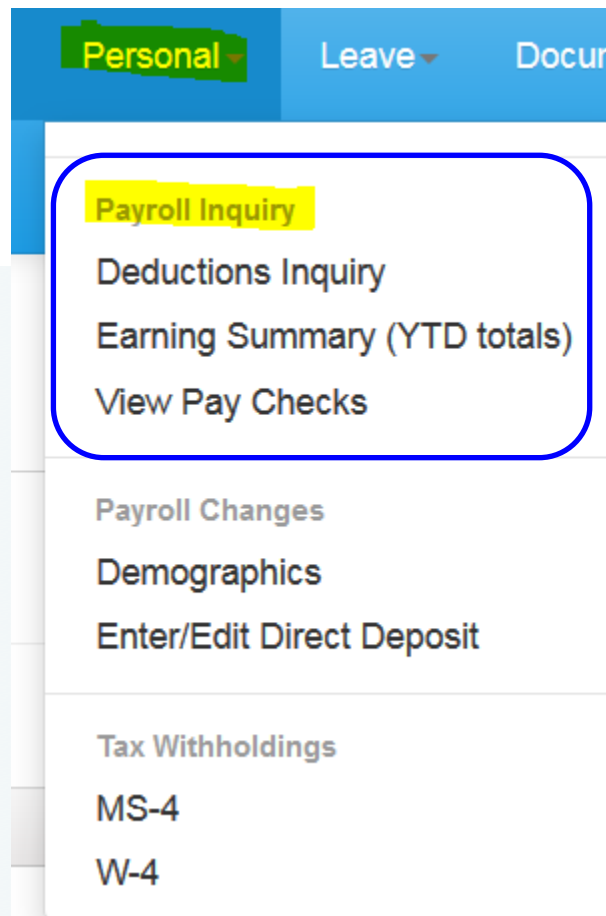 Personal Leave Docum
Payroll Inquiry
Deductions Inquiry
Earning Summary (YTD totals)
View Pay Checks
Payroll Changes
Demographics
Enter/Edit Direct Deposit
Tax Withholdings
MS-4
W-4